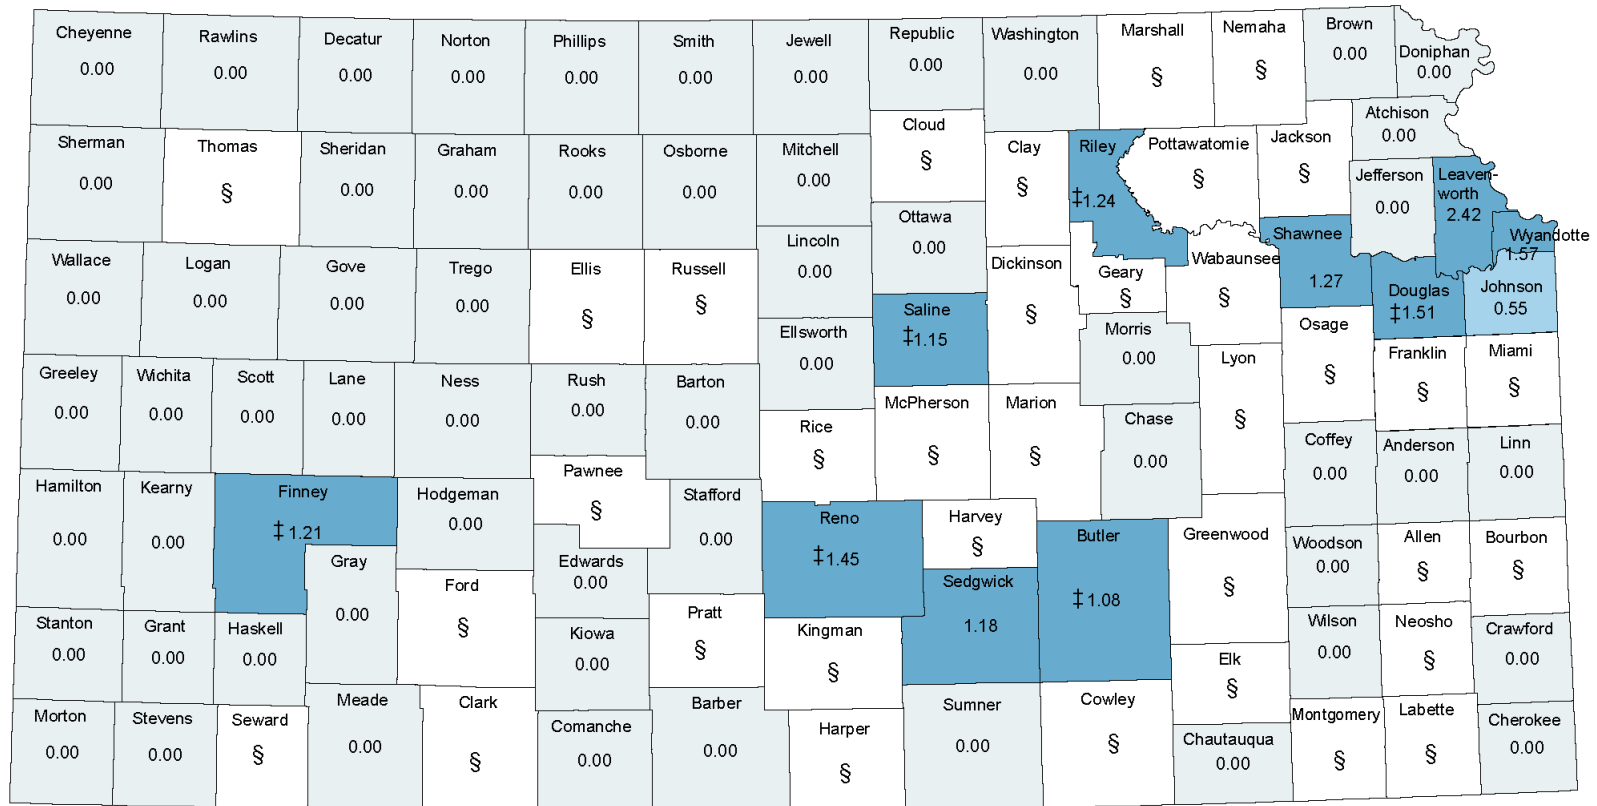 Cheyenne
0.00
Rawlins
0.00
Decatur
0.00
Norton
0.00
Phillips
0.00
Smith
0.00
Jewell
0.00
Republic
0.00
Washington
0.00
Marshall
§
Nemaha
§
Brown
0.00
Doniphan
0.00
Sherman
0.00
Thomas
§
Sheridan
0.00
Graham
0.00
Rooks
0.00
Osborne
0.00
Mitchell
0.00
Cloud
§
Clay
§
Riley
‡1.24
Pottawatomie
§
Jackson
§
Atchison
0.00
Jefferson
0.00
Leaven-
worth
2.42
Wyandotte
1.57
Wallace
0.00
Logan
0.00
Gove
0.00
Trego
0.00
Ellis
§
Russell
§
Lincoln
0.00
Ottawa
0.00
Dickinson
§
Geary
§
Wabaunsee
§
Shawnee
1.27
Douglas
‡1.51
Johnson
0.55
Ellsworth
0.00
Saline
‡1.15
Morris
0.00
Osage
§
Franklin
§
Miami
§
Greeley
0.00
Wichita
0.00
Scott
0.00
Lane
0.00
Ness
0.00
Rush
0.00
Barton
0.00
Rice
§
McPherson
§
Marion
§
Chase
0.00
Lyon
§
Coffey
0.00
Anderson
0.00
Linn
0.00
Hamilton
0.00
Kearny
0.00
Finney
‡ 1.21
Hodgeman
0.00
Pawnee
§
Stafford
0.00
Reno
‡1.45
Harvey
§
Butler
‡ 1.08
Greenwood
§
Woodson
0.00
Allen
§
Bourbon
§
Gray
0.00
Ford
§
Edwards
0.00
Pratt
§
Kingman
§
Sedgwick
1.18
Stanton
0.00
Grant
0.00
Haskell
0.00
Kiowa
0.00
Elk
§
Wilson
0.00
Neosho
§
Crawford
0.00
Morton
0.00
Stevens
0.00
Seward
§
Meade
0.00
Clark
§
Comanche
0.00
Barber
0.00
Harper
§
Sumner
0.00
Cowley
§
Chautauqua
0.00
Montgomery
§
Labette
§
Cherokee
0.00